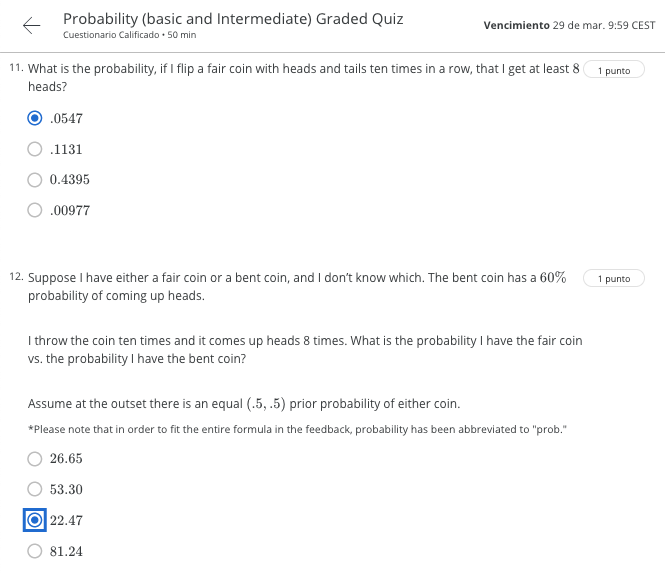 Probability (basic and Intermediate) Graded Quiz
Cuestionario Calificado • 50 min
Vencimiento 29 de mar. 9:59 CEST
11. What is the probability, if I flip a fair coin with heads and tails ten times in a row, that I get at least 8
heads?
1 punto
.0547
.1131
0.4395
.00977
12. Suppose I have either a fair coin or a bent coin, and I don't know which. The bent coin has a 60%
probability of coming up heads.
1 punto
I throw the coin ten times and it comes up heads 8 times. What is the probability I have the fair coin
vs. the probability I have the bent coin?
Assume at the outset there is an equal (.5, .5) prior probability of either coin.
*Please note that in order to fit the entire formula in the feedback, probability has been abbreviated to "prob."
26.65
53.30
22.47
81.24